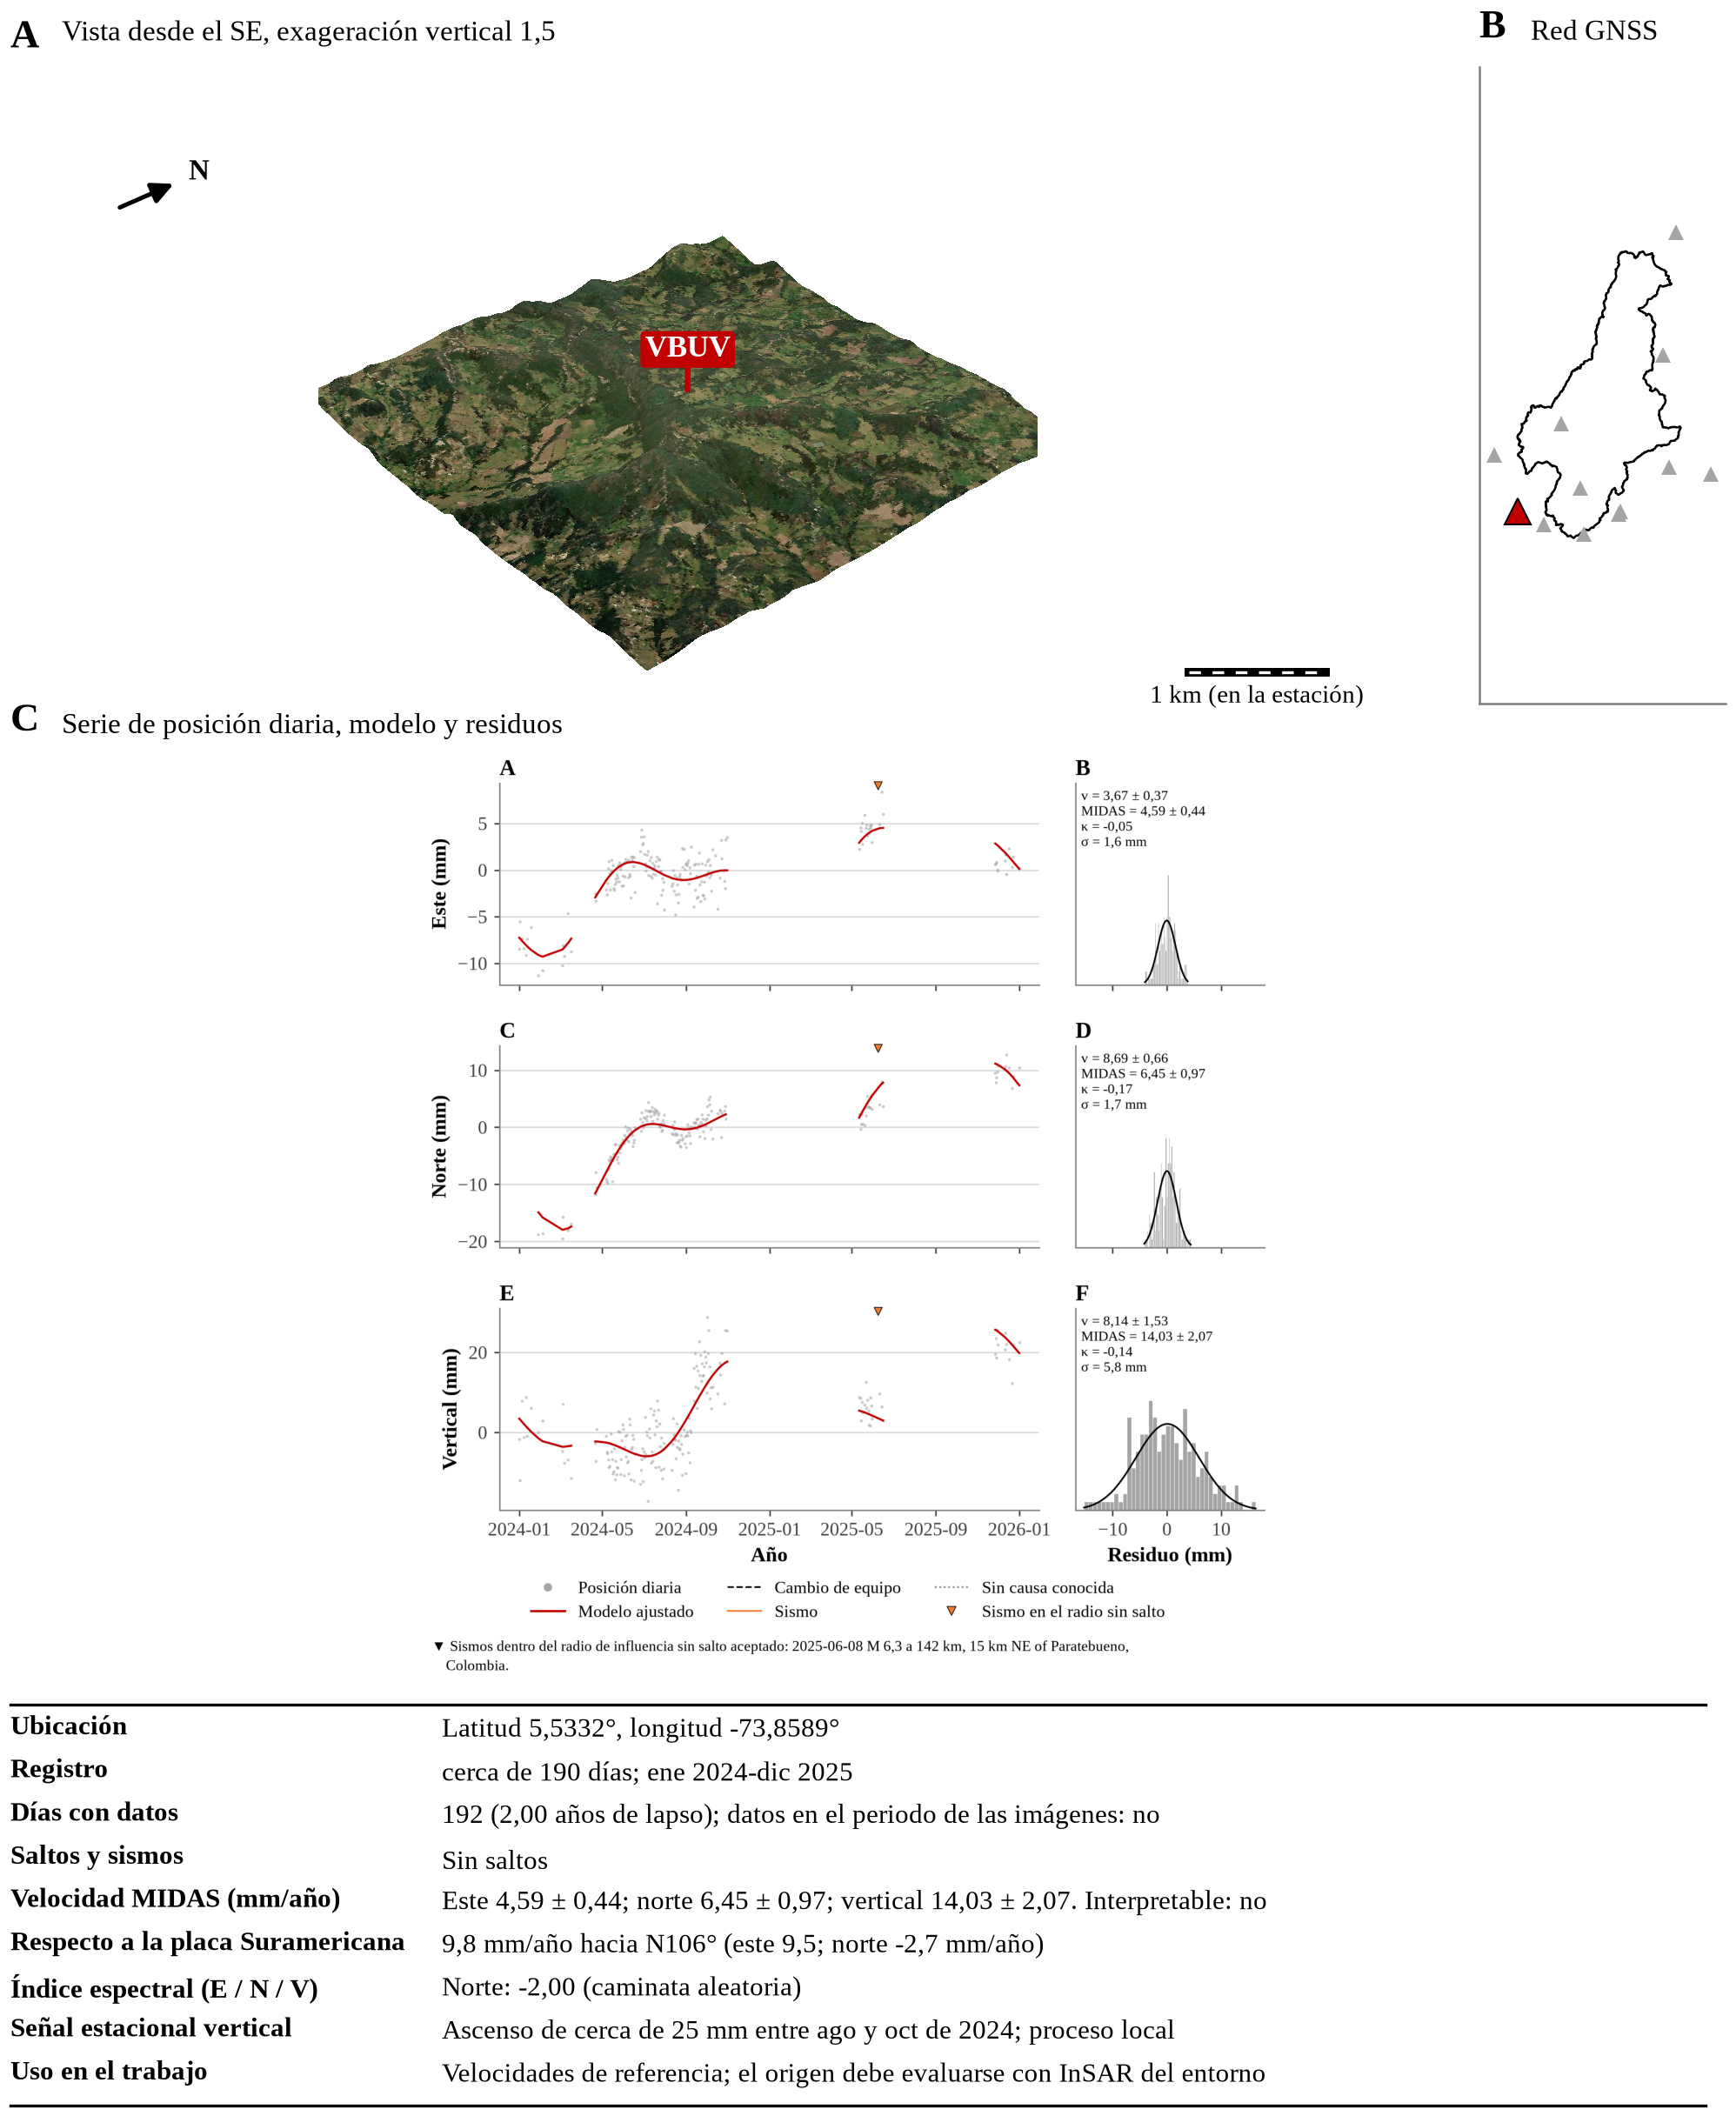 A Vista desde el SE, exageración vertical 1,5
B Red GNSS
N
VBUV
1 km (en la estación)
C Serie de posición diaria, modelo y residuos
A
Este (mm)
5
0
−5
−10
B
v = 3,67 ± 0,37
MIDAS = 4,59 ± 0,44
κ = -0,05
σ = 1,6 mm
C
Norte (mm)
10
0
−10
−20
D
v = 8,69 ± 0,66
MIDAS = 6,45 ± 0,97
κ = -0,17
σ = 1,7 mm
E
Vertical (mm)
20
0
F
v = 8,14 ± 1,53
MIDAS = 14,03 ± 2,07
κ = -0,14
σ = 5,8 mm
2024-01 2024-05 2024-09 2025-01 2025-05 2025-09 2026-01
Año
−10 0 10
Residuo (mm)
Posición diaria Cambio de equipo Sin causa conocida
Modelo ajustado Sismo Sismo en el radio sin salto
▼ Sismos dentro del radio de influencia sin salto aceptado: 2025-06-08 M 6,3 a 142 km, 15 km NE of Paratebueno,
Colombia.
Ubicación Latitud 5,5332°, longitud -73,8589°
Registro cerca de 190 días; ene 2024-dic 2025
Días con datos 192 (2,00 años de lapso); datos en el periodo de las imágenes: no
Saltos y sismos Sin saltos
Velocidad MIDAS (mm/año) Este 4,59 ± 0,44; norte 6,45 ± 0,97; vertical 14,03 ± 2,07. Interpretable: no
Respecto a la placa Suramericana 9,8 mm/año hacia N106° (este 9,5; norte -2,7 mm/año)
Índice espectral (E / N / V) Norte: -2,00 (caminata aleatoria)
Señal estacional vertical Ascenso de cerca de 25 mm entre ago y oct de 2024; proceso local
Uso en el trabajo Velocidades de referencia; el origen debe evaluarse con InSAR del entorno